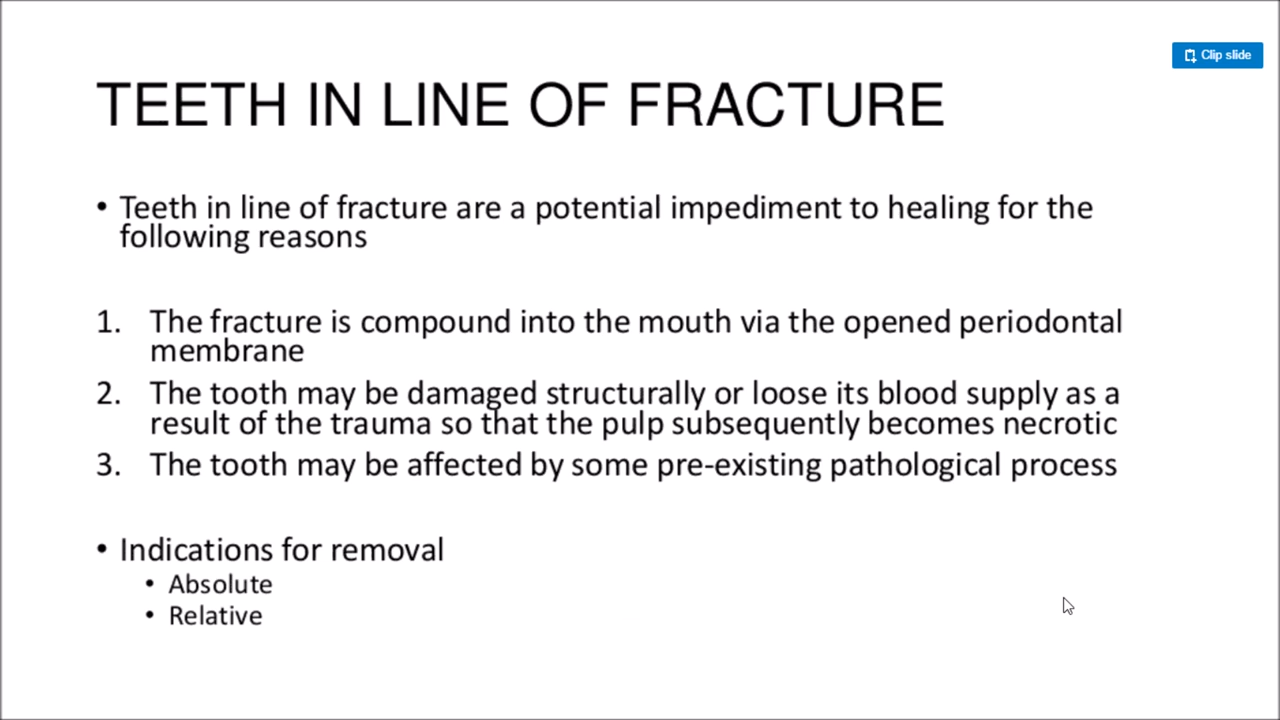 Clip slide
TEETH IN LINE OF FRACTURE
• Teeth in line of fracture are a potential impediment to healing for the
following reasons
1. The fracture is compound into the mouth via the opened periodontal
membrane
2. The tooth may be damaged structurally or loose its blood supply as a
result of the trauma so that the pulp subsequently becomes necrotic
3. The tooth may be affected by some pre-existing pathological process
• Indications for removal
• Absolute
• Relative